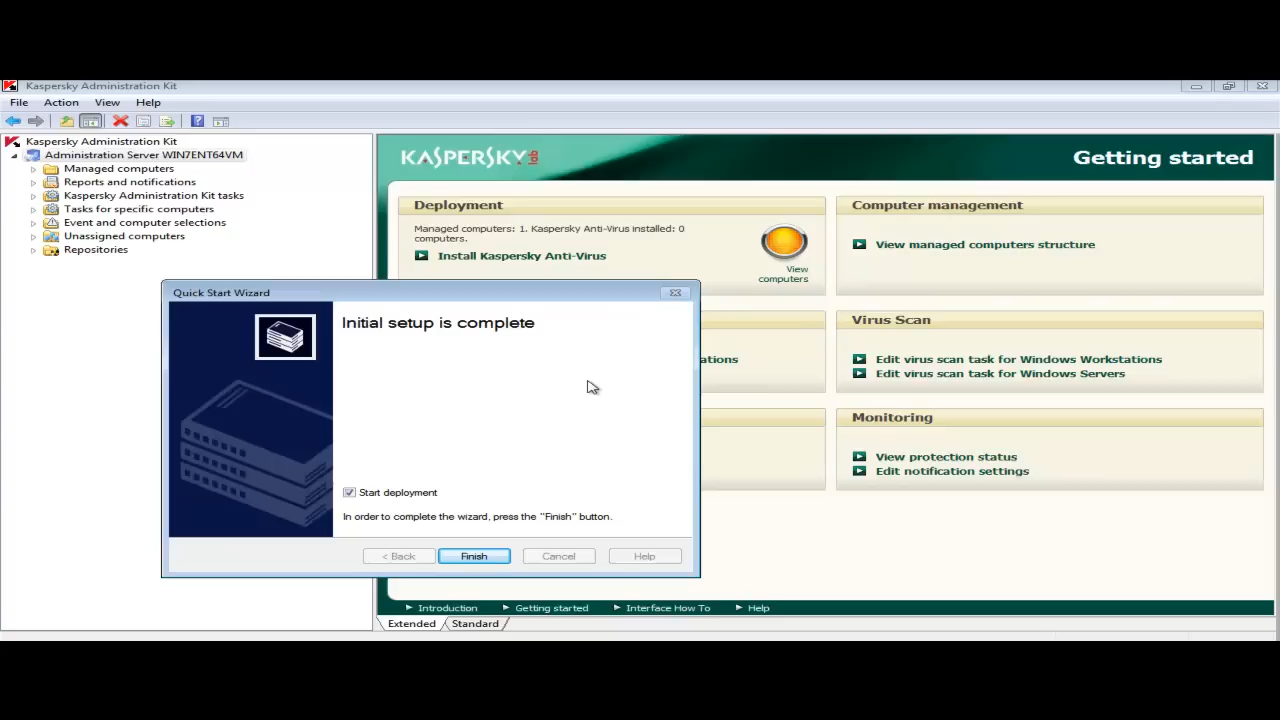 Kaspersky Administration Kit
File Action View Help
Kaspersky Administration Kit
Administration Server WIN7ENT64VM
Managed computers
Reports and notifications
Kaspersky Administration Kit tasks
Tasks for specific computers
Event and computer selections
Unassigned computers
Repositories
KASPERSKY lab
Getting started
Deployment
Managed computers: 1. Kaspersky Anti-Virus installed: 0
computers.
Install Kaspersky Anti-Virus
View
computers
Computer management
View managed computers structure
ations
Virus Scan
Edit virus scan task for Windows Workstations
Edit virus scan task for Windows Servers
Monitoring
View protection status
Edit notification settings
Quick Start Wizard
Initial setup is complete
Start deployment
In order to complete the wizard, press the "Finish" button.
< Back Finish Cancel Help
Introduction Getting started Interface How To Help
Extended Standard